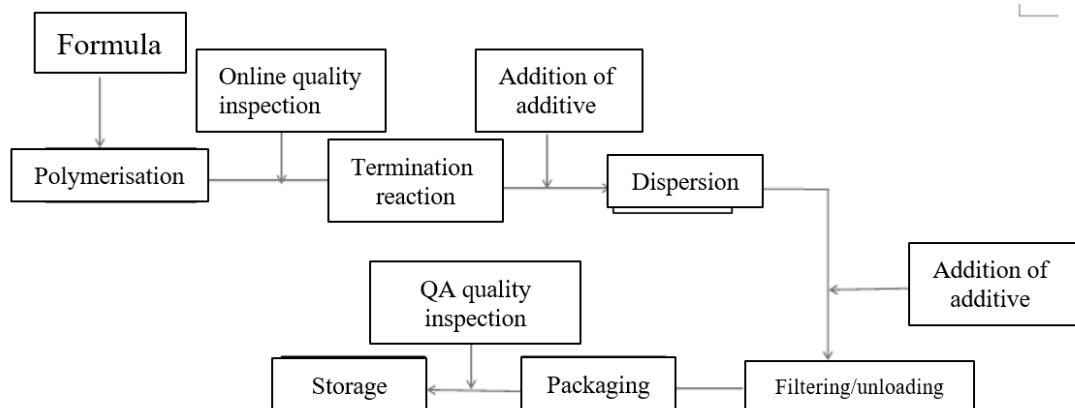 Formula
Online quality
inspection
Addition of
additive
Polymerisation
Termination
reaction
Dispersion
Addition of
additive
QA quality
inspection
Storage
Packaging
Filtering/unloading